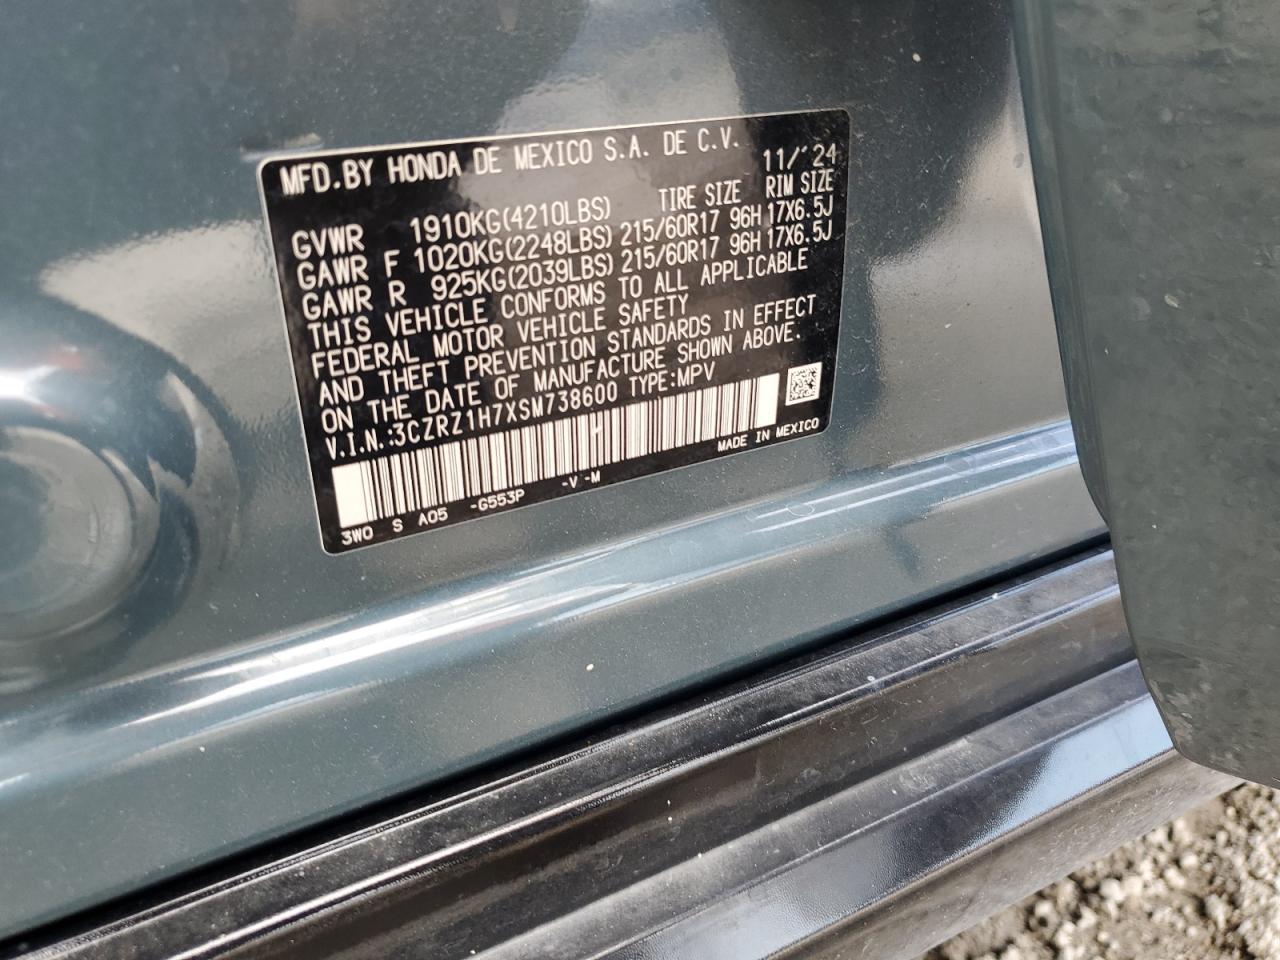 MFD.BY HONDA DE MEXICO S.A. DE C.V.
11/'24
TIRE SIZE RIM SIZE
GVWR 1910KG(4210LBS)
GAWR F 1020KG(2248LBS) 215/60R17 96H 17X6.5J
GAWR R 925KG(2039LBS) 215/60R17 96H 17X6.5J
THIS VEHICLE CONFORMS TO ALL APPLICABLE
FEDERAL MOTOR VEHICLE SAFETY
AND THEFT PREVENTION STANDARDS IN EFFECT
ON THE DATE OF MANUFACTURE SHOWN ABOVE.
V.I.N.:3CZRZ1H7XSM738600 TYPE:MPV
MADE IN MEXICO
3W0 S A05 -G553P -V -M